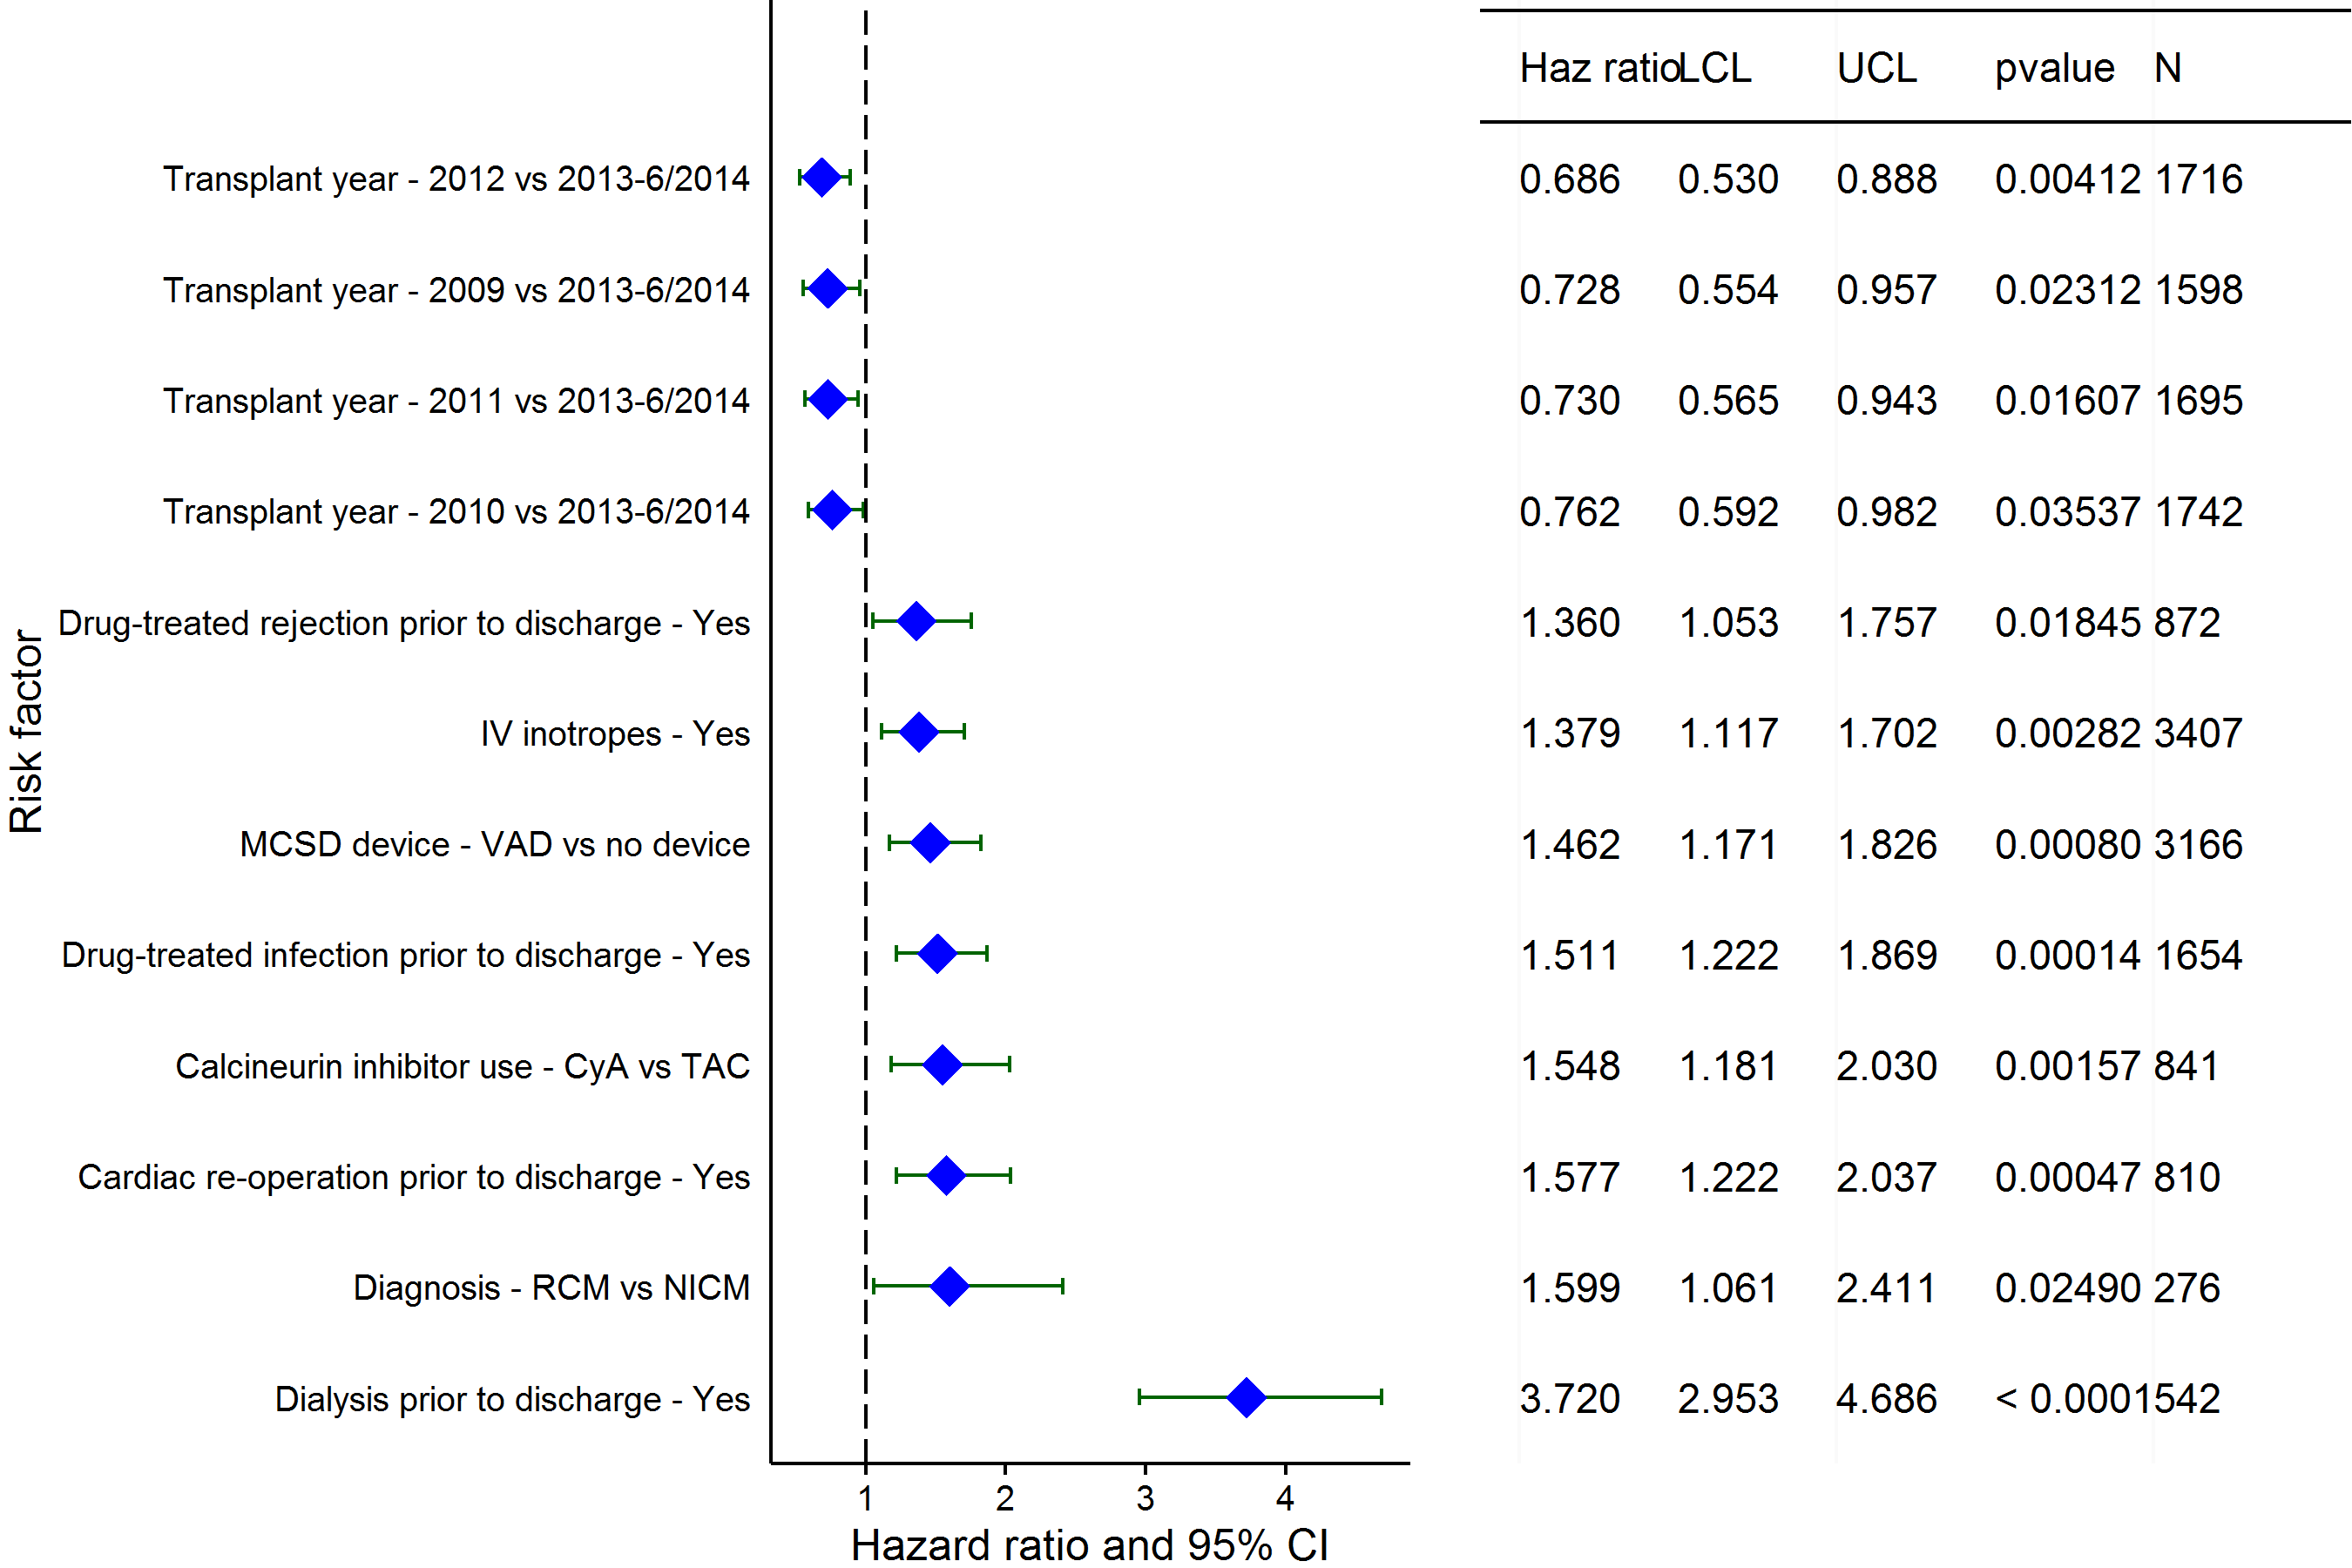 Haz ratio LCL UCL pvalue N
Transplant year - 2012 vs 2013-6/2014 0.686 0.530 0.888 0.00412 1716
Transplant year - 2009 vs 2013-6/2014 0.728 0.554 0.957 0.02312 1598
Transplant year - 2011 vs 2013-6/2014 0.730 0.565 0.943 0.01607 1695
Transplant year - 2010 vs 2013-6/2014 0.762 0.592 0.982 0.03537 1742
Drug-treated rejection prior to discharge - Yes 1.360 1.053 1.757 0.01845 872
IV inotropes - Yes 1.379 1.117 1.702 0.00282 3407
MCSD device - VAD vs no device 1.462 1.171 1.826 0.00080 3166
Drug-treated infection prior to discharge - Yes 1.511 1.222 1.869 0.00014 1654
Calcineurin inhibitor use - CyA vs TAC 1.548 1.181 2.030 0.00157 841
Cardiac re-operation prior to discharge - Yes 1.577 1.222 2.037 0.00047 810
Diagnosis - RCM vs NICM 1.599 1.061 2.411 0.02490 276
Dialysis prior to discharge - Yes 3.720 2.953 4.686 < 0.0001 542
Risk factor
1 2 3 4
Hazard ratio and 95% CI